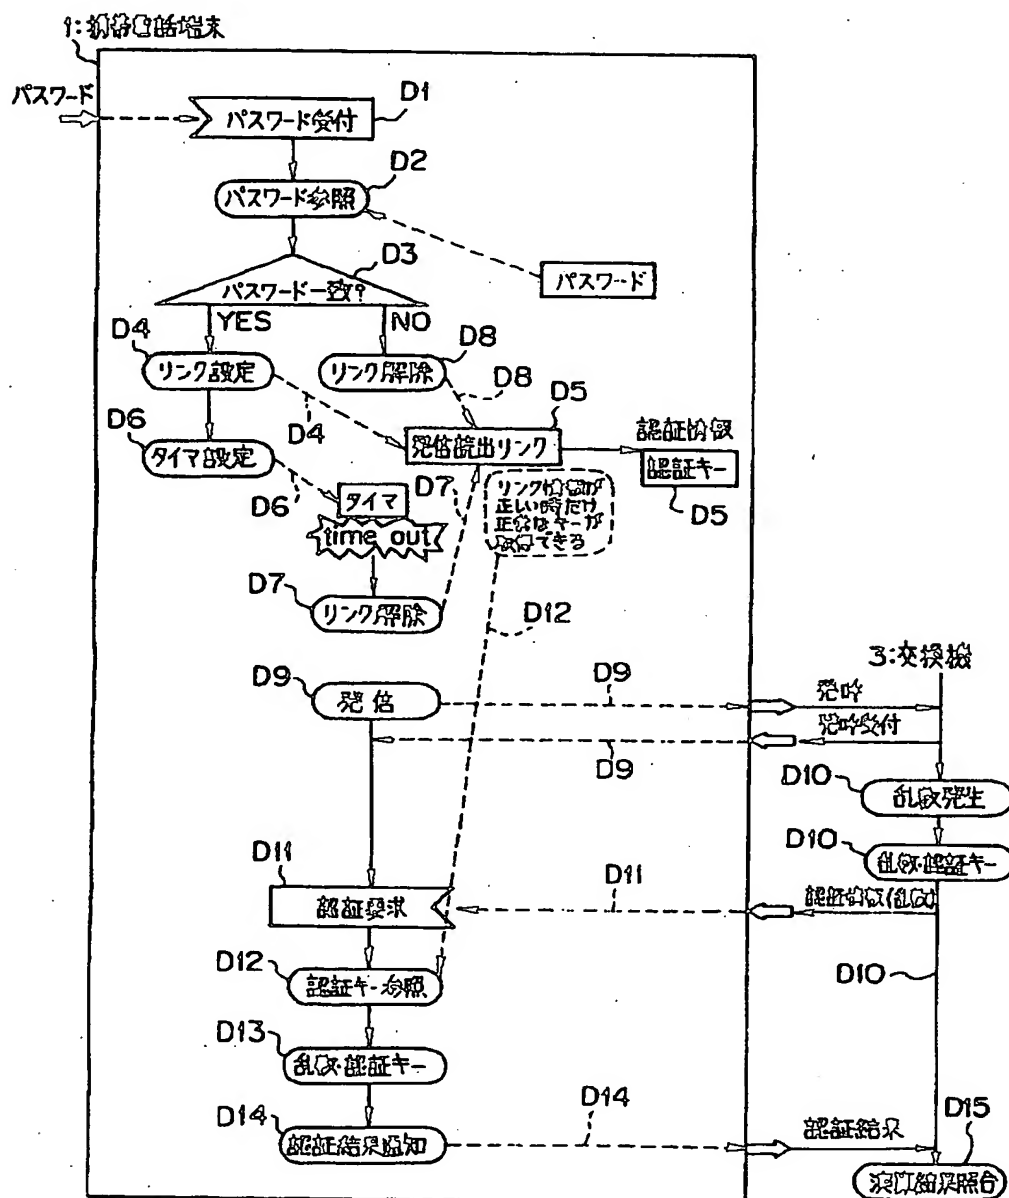 1:携帯電話端末
パスワード
D1
パスワード受付
D2
パスワード参照
D3
パスワード一致?
パスワード
YES
NO
D4
リンク設定
D8
リンク解除
D8
D4
D5
発信読出リンク
認証情報
認証キー
D5
D6
タイマ設定
D6
タイマ
time out
D7
リンク情報が
正しい時だけ
正常なキーが
取得できる
D7
リンク解除
D12
3:交換機
D9
発信
D9
発呼
発呼受付
D9
D10
乱数発生
D10
乱数・認証キー
D11
認証要求
D11
認証情報(乱数)
D10
D12
認証キー参照
D13
乱数・認証キー
D14
認証結果通知
D14
認証結果
D15
演算結果照合